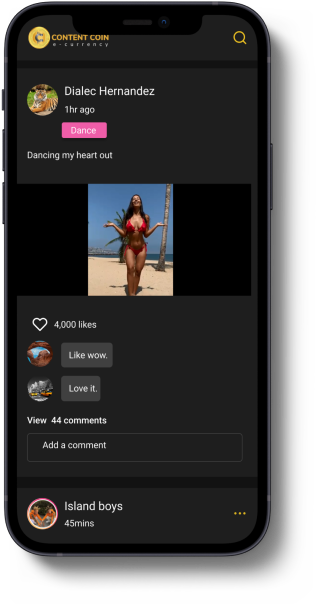 CONTENT COIN
e-currency
Dialec Hernandez
1hr ago
Dance
Dancing my heart out
4,000 likes
Like wow.
Love it.
View 44 comments
Add a comment
Island boys
45mins